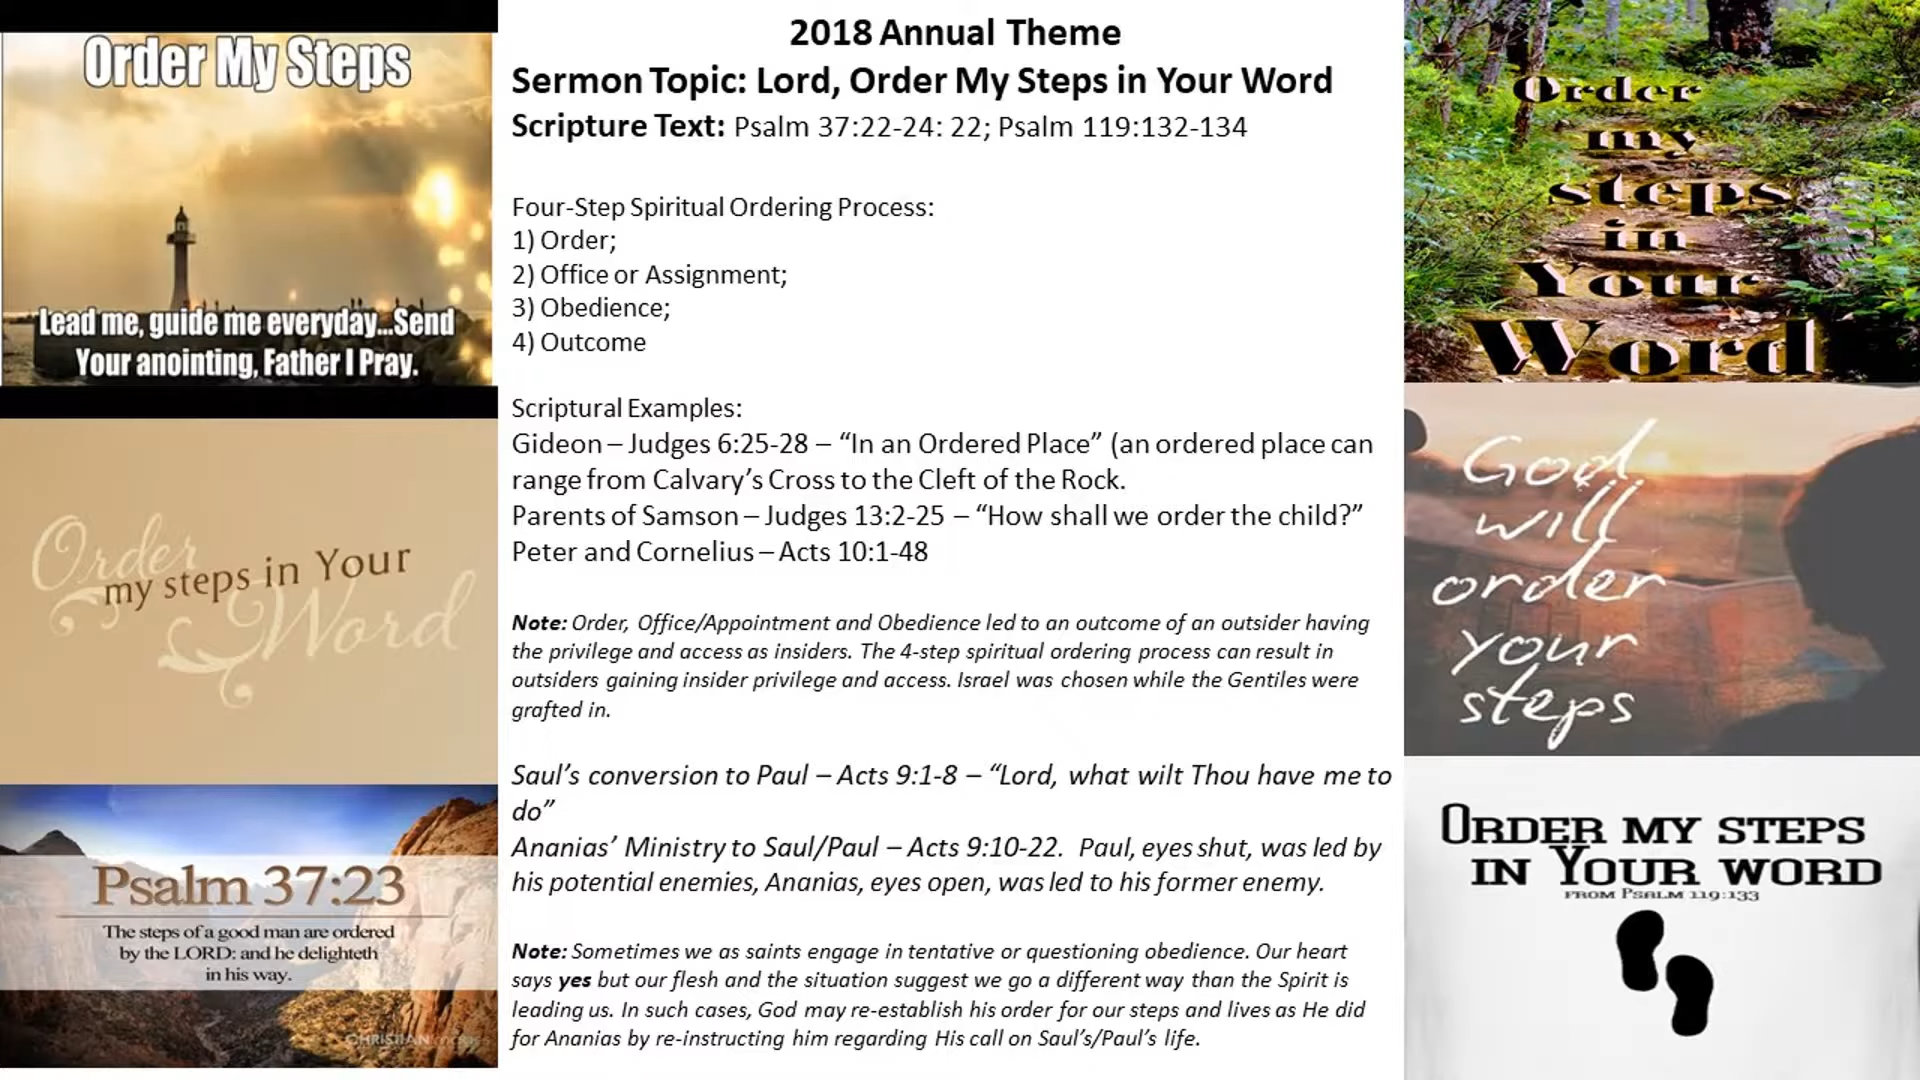 Order My Steps
Lead me, guide me everyday...Send
Your anointing, Father I Pray.
Order
my steps in Your
Word
Psalm 37:23
The steps of a good man are ordered
by the LORD: and he delighteth
in his way.
2018 Annual Theme
Sermon Topic: Lord, Order My Steps in Your Word
Scripture Text: Psalm 37:22-24: 22; Psalm 119:132-134
Four-Step Spiritual Ordering Process:
1) Order;
2) Office or Assignment;
3) Obedience;
4) Outcome
Scriptural Examples:
Gideon – Judges 6:25-28 – “In an Ordered Place” (an ordered place can
range from Calvary’s Cross to the Cleft of the Rock.
Parents of Samson – Judges 13:2-25 – “How shall we order the child?”
Peter and Cornelius – Acts 10:1-48
Note: Order, Office/Appointment and Obedience led to an outcome of an outsider having
the privilege and access as insiders. The 4-step spiritual ordering process can result in
outsiders gaining insider privilege and access. Israel was chosen while the Gentiles were
grafted in.
Saul’s conversion to Paul – Acts 9:1-8 – “Lord, what wilt Thou have me to
do”
Ananias’ Ministry to Saul/Paul – Acts 9:10-22. Paul, eyes shut, was led by
his potential enemies, Ananias, eyes open, was led to his former enemy.
Note: Sometimes we as saints engage in tentative or questioning obedience. Our heart
says yes but our flesh and the situation suggest we go a different way than the Spirit is
leading us. In such cases, God may re-establish his order for our steps and lives as He did
for Ananias by re-instructing him regarding His call on Saul’s/Paul’s life.
Order
my
steps
in
Your
Word
God
will
order
your
steps
ORDER MY STEPS
IN YOUR WORD
FROM PSALM 119:133